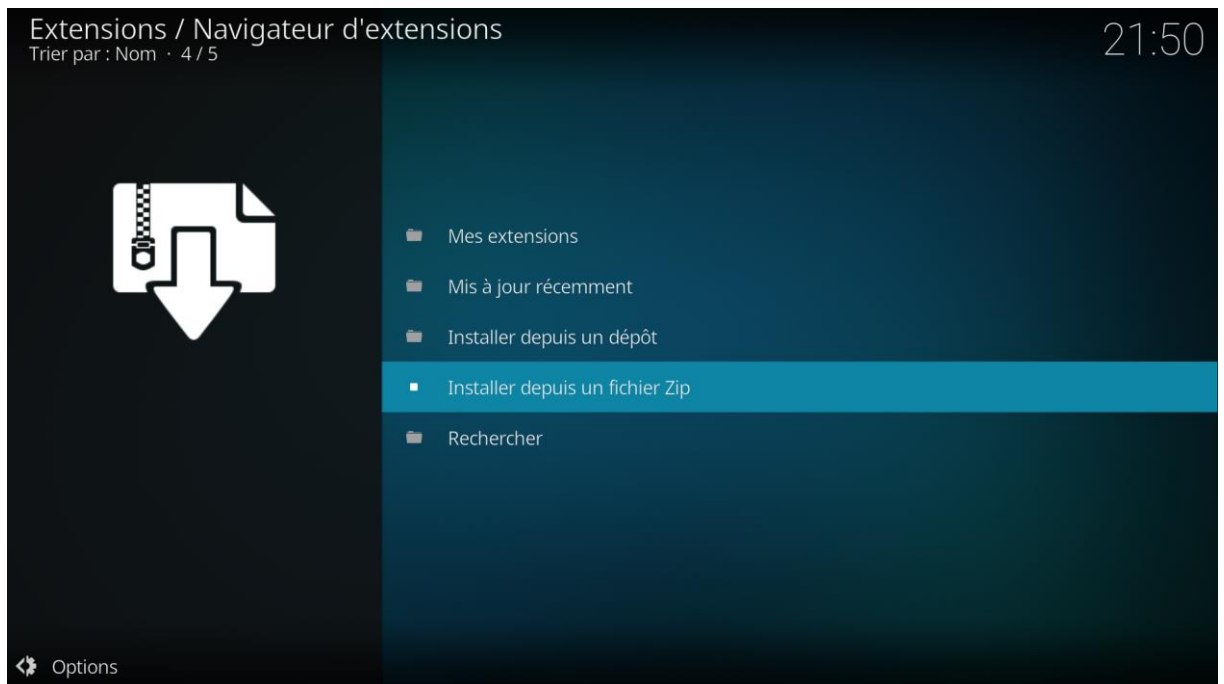 Extensions / Navigateur d'extensions
Trier par : Nom · 4 / 5
21:50
Mes extensions
Mis à jour récemment
Installer depuis un dépôt
Installer depuis un fichier Zip
Rechercher
Options